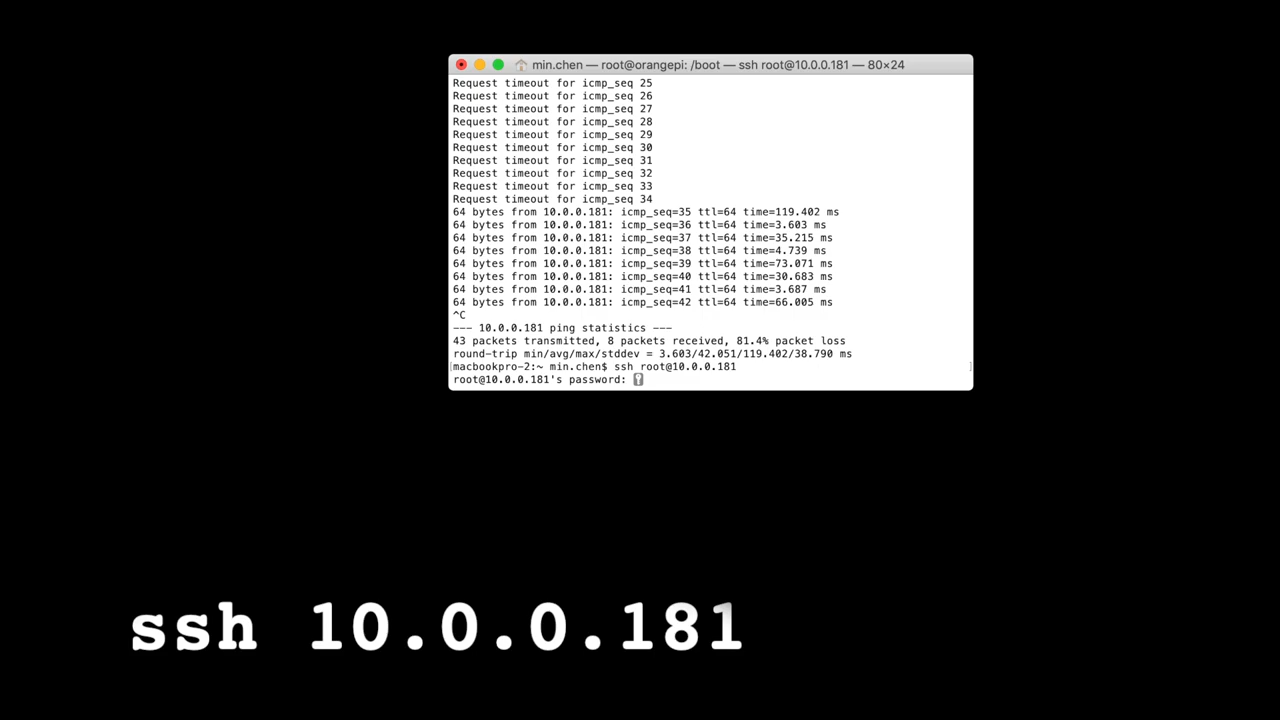 min.chen — root@orangepi: /boot — ssh root@10.0.0.181 — 80×24
Request timeout for icmp_seq 25
Request timeout for icmp_seq 26
Request timeout for icmp_seq 27
Request timeout for icmp_seq 28
Request timeout for icmp_seq 29
Request timeout for icmp_seq 30
Request timeout for icmp_seq 31
Request timeout for icmp_seq 32
Request timeout for icmp_seq 33
Request timeout for icmp_seq 34
64 bytes from 10.0.0.181: icmp_seq=35 ttl=64 time=119.402 ms
64 bytes from 10.0.0.181: icmp_seq=36 ttl=64 time=3.603 ms
64 bytes from 10.0.0.181: icmp_seq=37 ttl=64 time=35.215 ms
64 bytes from 10.0.0.181: icmp_seq=38 ttl=64 time=4.739 ms
64 bytes from 10.0.0.181: icmp_seq=39 ttl=64 time=73.071 ms
64 bytes from 10.0.0.181: icmp_seq=40 ttl=64 time=30.683 ms
64 bytes from 10.0.0.181: icmp_seq=41 ttl=64 time=3.687 ms
64 bytes from 10.0.0.181: icmp_seq=42 ttl=64 time=66.005 ms
^C
--- 10.0.0.181 ping statistics ---
43 packets transmitted, 8 packets received, 81.4% packet loss
round-trip min/avg/max/stddev = 3.603/42.051/119.402/38.790 ms
[macbookpro-2:~ min.chen$ ssh root@10.0.0.181 ]
root@10.0.0.181's password:
ssh 10.0.0.181